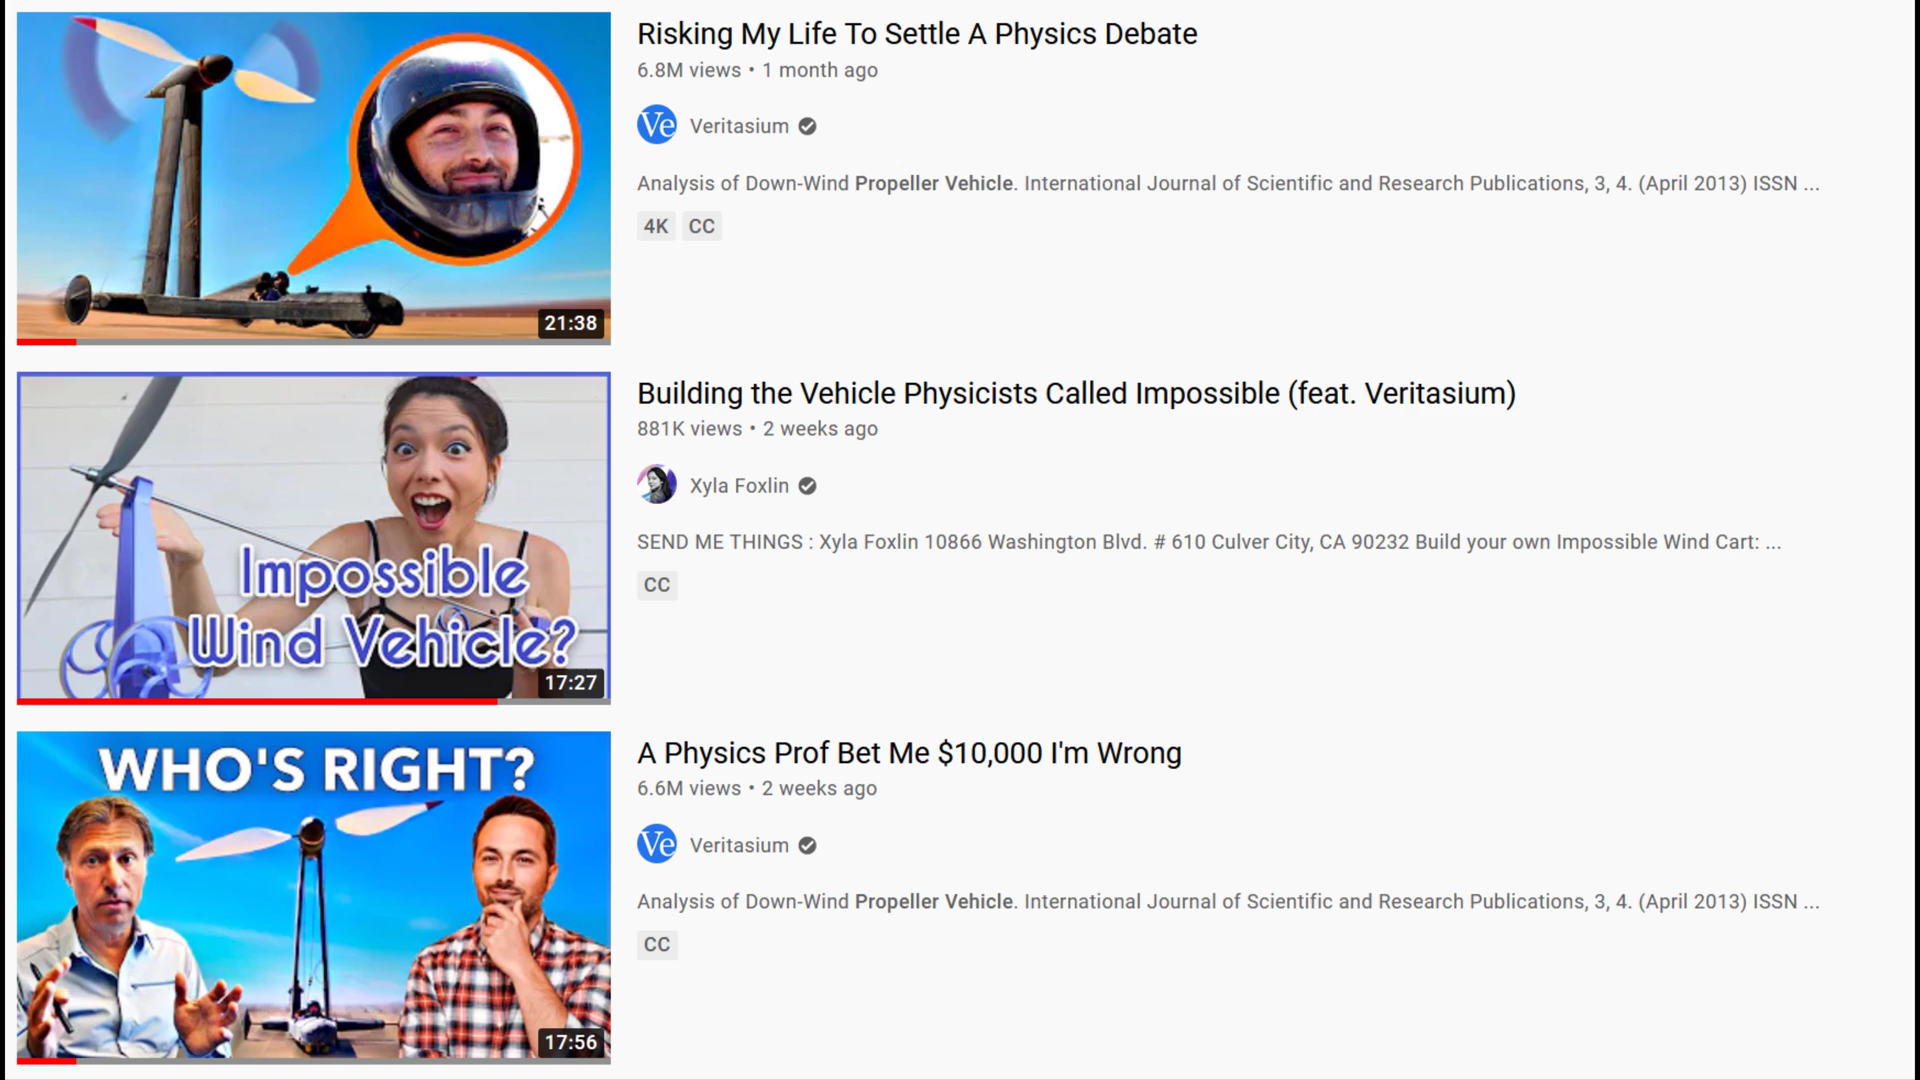 21:38
Risking My Life To Settle A Physics Debate
6.8M views • 1 month ago
Ve Veritasium
Analysis of Down-Wind Propeller Vehicle. International Journal of Scientific and Research Publications, 3, 4. (April 2013) ISSN ...
4K CC
Impossible
Wind Vehicle?
17:27
Building the Vehicle Physicists Called Impossible (feat. Veritasium)
881K views • 2 weeks ago
Xyla Foxlin
SEND ME THINGS : Xyla Foxlin 10866 Washington Blvd. # 610 Culver City, CA 90232 Build your own Impossible Wind Cart: ...
CC
WHO'S RIGHT?
17:56
A Physics Prof Bet Me $10,000 I'm Wrong
6.6M views • 2 weeks ago
Ve Veritasium
Analysis of Down-Wind Propeller Vehicle. International Journal of Scientific and Research Publications, 3, 4. (April 2013) ISSN ...
CC